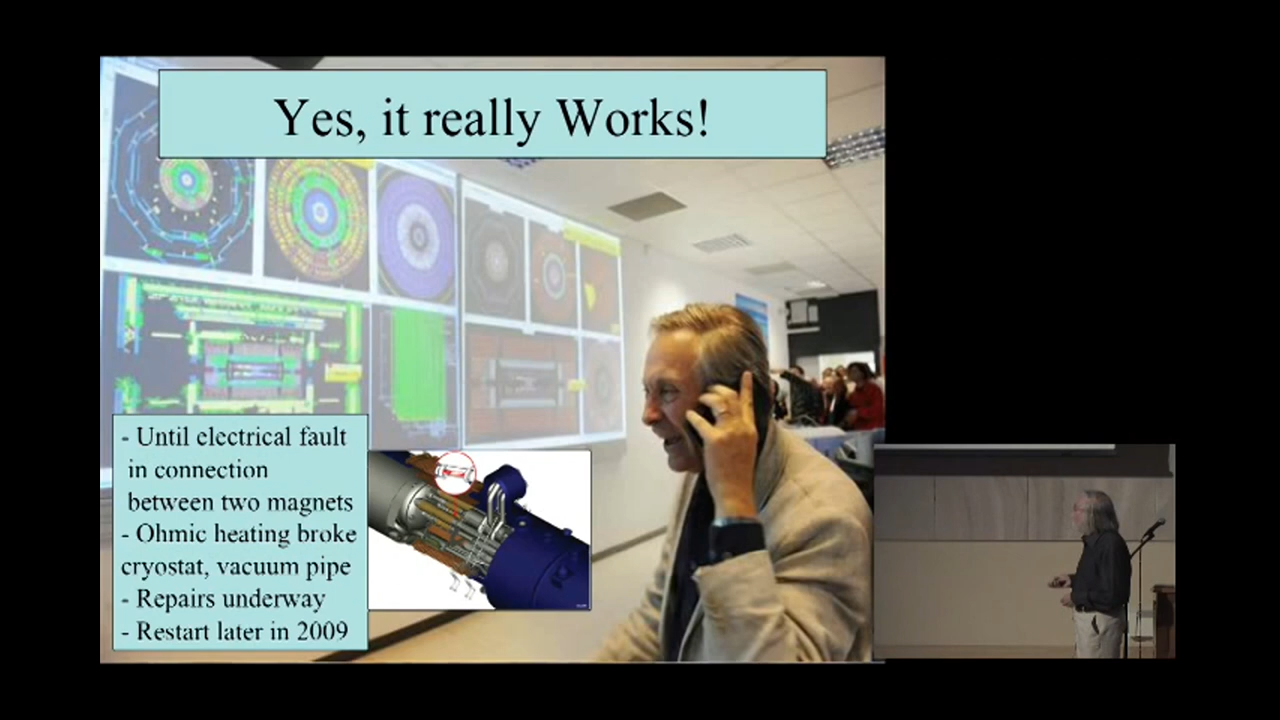 Yes, it really Works!
- Until electrical fault
in connection
between two magnets
- Ohmic heating broke
cryostat, vacuum pipe
- Repairs underway
- Restart later in 2009